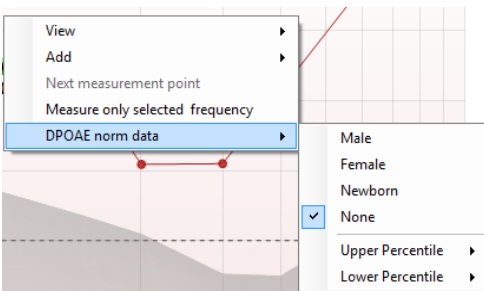 View
Add
Next measurement point
Measure only selected frequency
DPOAE norm data
Male
Female
Newborn
None
Upper Percentile
Lower Percentile